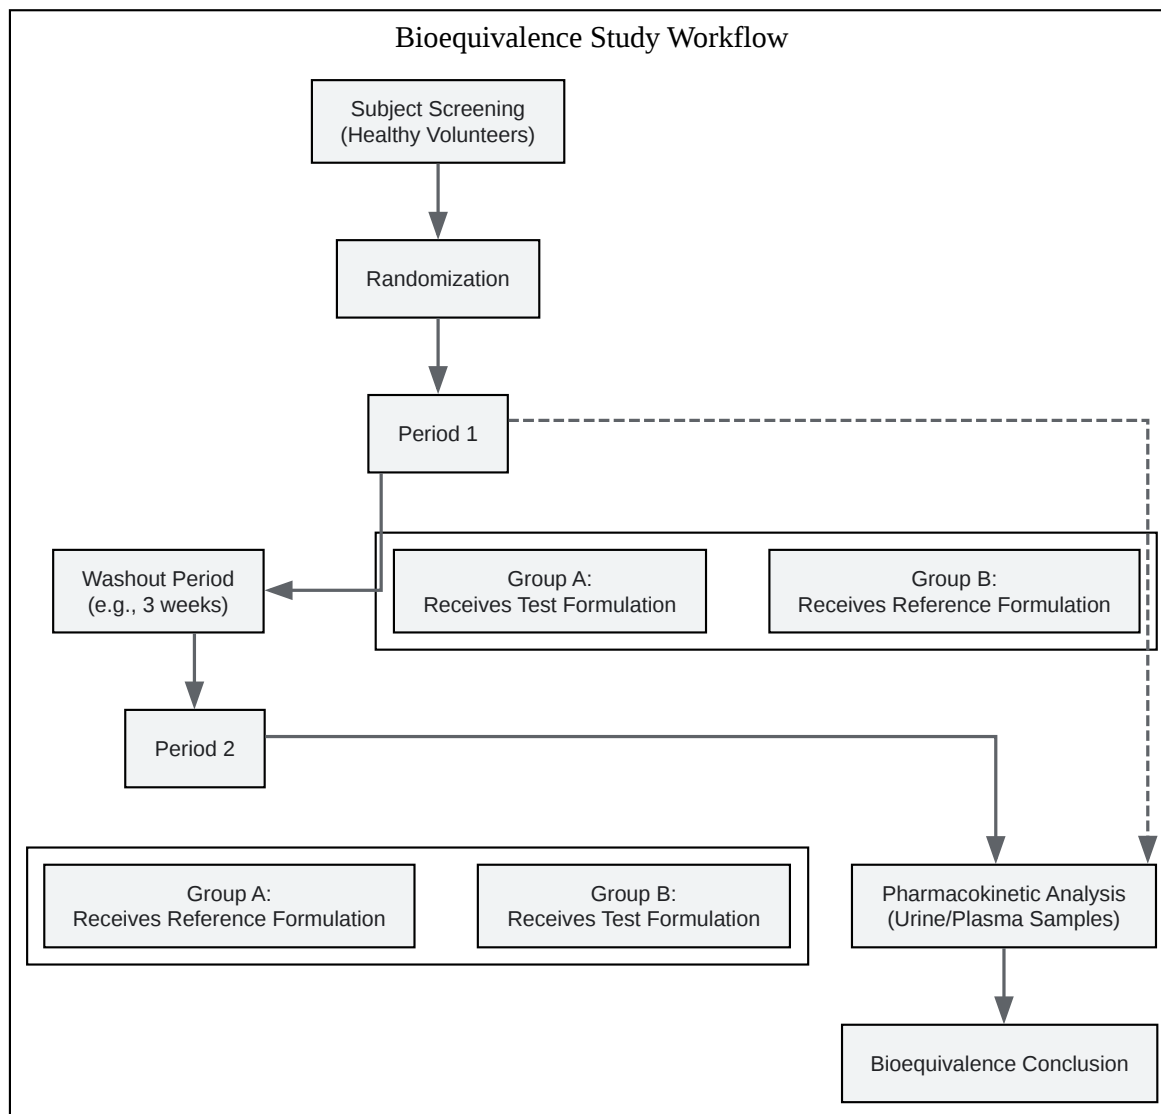 Bioequivalence Study Workflow
Subject Screening
(Healthy Volunteers)
Randomization
Period 1
Washout Period
(e.g., 3 weeks)
Group A:
Receives Test Formulation
Group B:
Receives Reference Formulation
Period 2
Group A:
Receives Reference Formulation
Group B:
Receives Test Formulation
Pharmacokinetic Analysis
(Urine/Plasma Samples)
Bioequivalence Conclusion